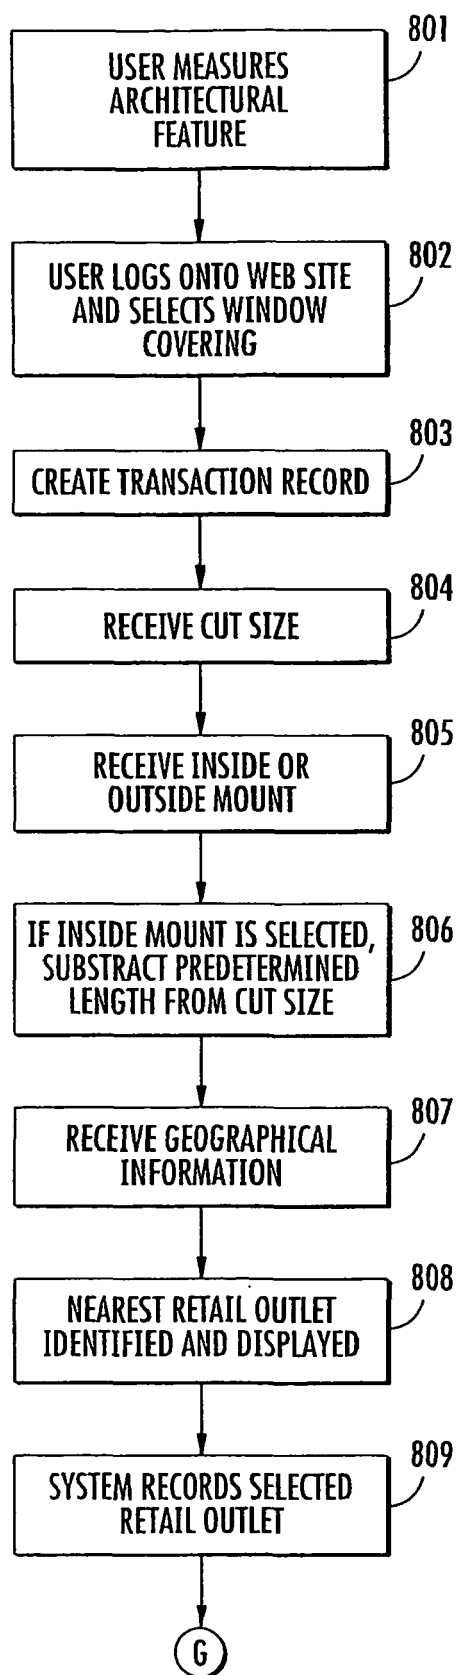 801
USER MEASURES
ARCHITECTURAL
FEATURE
802
USER LOGS ONTO WEB SITE
AND SELECTS WINDOW
COVERING
803
CREATE TRANSACTION RECORD
804
RECEIVE CUT SIZE
805
RECEIVE INSIDE OR
OUTSIDE MOUNT
806
IF INSIDE MOUNT IS SELECTED,
SUBSTRACT PREDETERMINED
LENGTH FROM CUT SIZE
807
RECEIVE GEOGRAPHICAL
INFORMATION
808
NEAREST RETAIL OUTLET
IDENTIFIED AND DISPLAYED
809
SYSTEM RECORDS SELECTED
RETAIL OUTLET
G